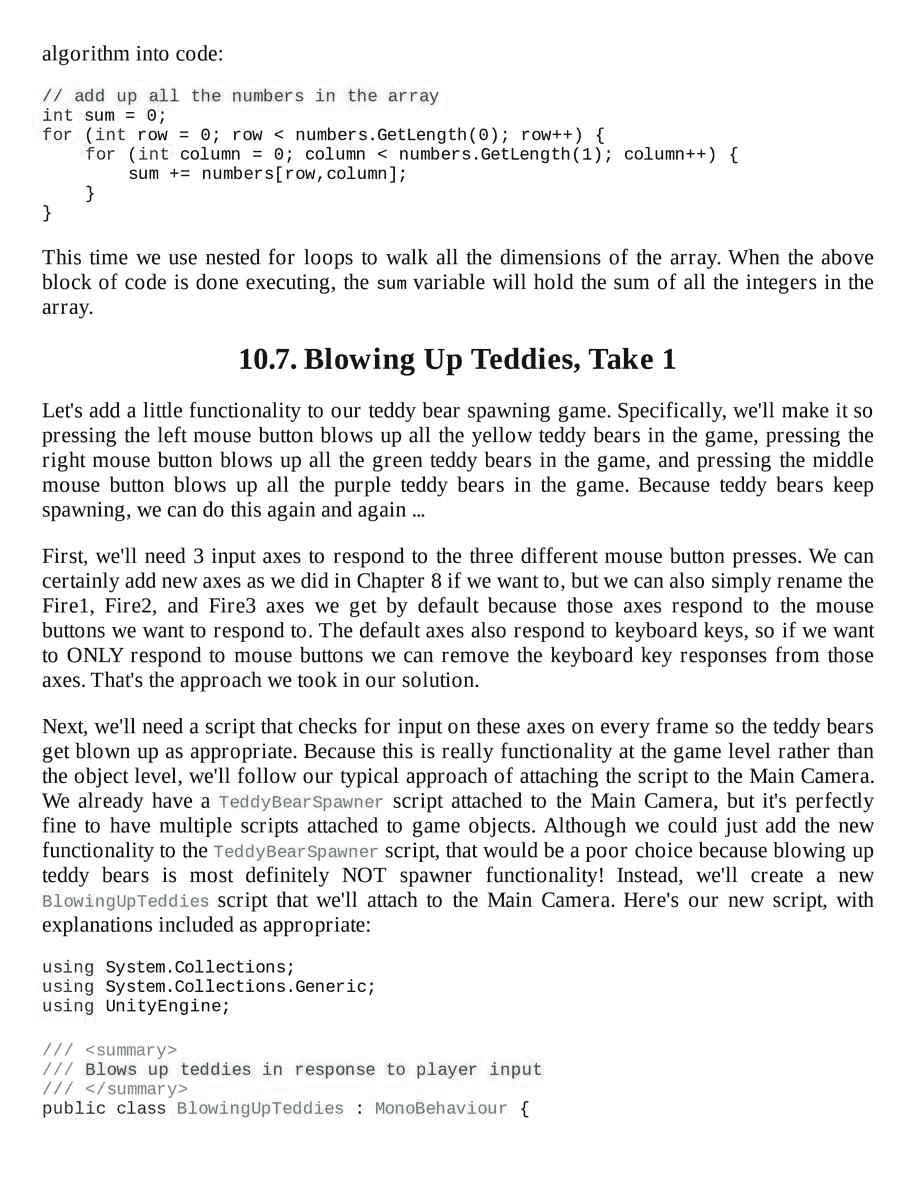 algorithm into code:
// add up all the numbers in the array
int sum = 0;
for (int row = 0; row < numbers.GetLength(0); row++) {
    for (int column = 0; column < numbers.GetLength(1); column++) {
        sum += numbers[row,column];
    }
}
This time we use nested for loops to walk all the dimensions of the array. When the above
block of code is done executing, the sum variable will hold the sum of all the integers in the
array.
10.7. Blowing Up Teddies, Take 1
Let's add a little functionality to our teddy bear spawning game. Specifically, we'll make it so
pressing the left mouse button blows up all the yellow teddy bears in the game, pressing the
right mouse button blows up all the green teddy bears in the game, and pressing the middle
mouse button blows up all the purple teddy bears in the game. Because teddy bears keep
spawning, we can do this again and again ...
First, we'll need 3 input axes to respond to the three different mouse button presses. We can
certainly add new axes as we did in Chapter 8 if we want to, but we can also simply rename the
Fire1, Fire2, and Fire3 axes we get by default because those axes respond to the mouse
buttons we want to respond to. The default axes also respond to keyboard keys, so if we want
to ONLY respond to mouse buttons we can remove the keyboard key responses from those
axes. That's the approach we took in our solution.
Next, we'll need a script that checks for input on these axes on every frame so the teddy bears
get blown up as appropriate. Because this is really functionality at the game level rather than
the object level, we'll follow our typical approach of attaching the script to the Main Camera.
We already have a TeddyBearSpawner script attached to the Main Camera, but it's perfectly
fine to have multiple scripts attached to game objects. Although we could just add the new
functionality to the TeddyBearSpawner script, that would be a poor choice because blowing up
teddy bears is most definitely NOT spawner functionality! Instead, we'll create a new
BlowingUpTeddies script that we'll attach to the Main Camera. Here's our new script, with
explanations included as appropriate:
using System.Collections;
using System.Collections.Generic;
using UnityEngine;
/// <summary>
/// Blows up teddies in response to player input
/// </summary>
public class BlowingUpTeddies : MonoBehaviour {